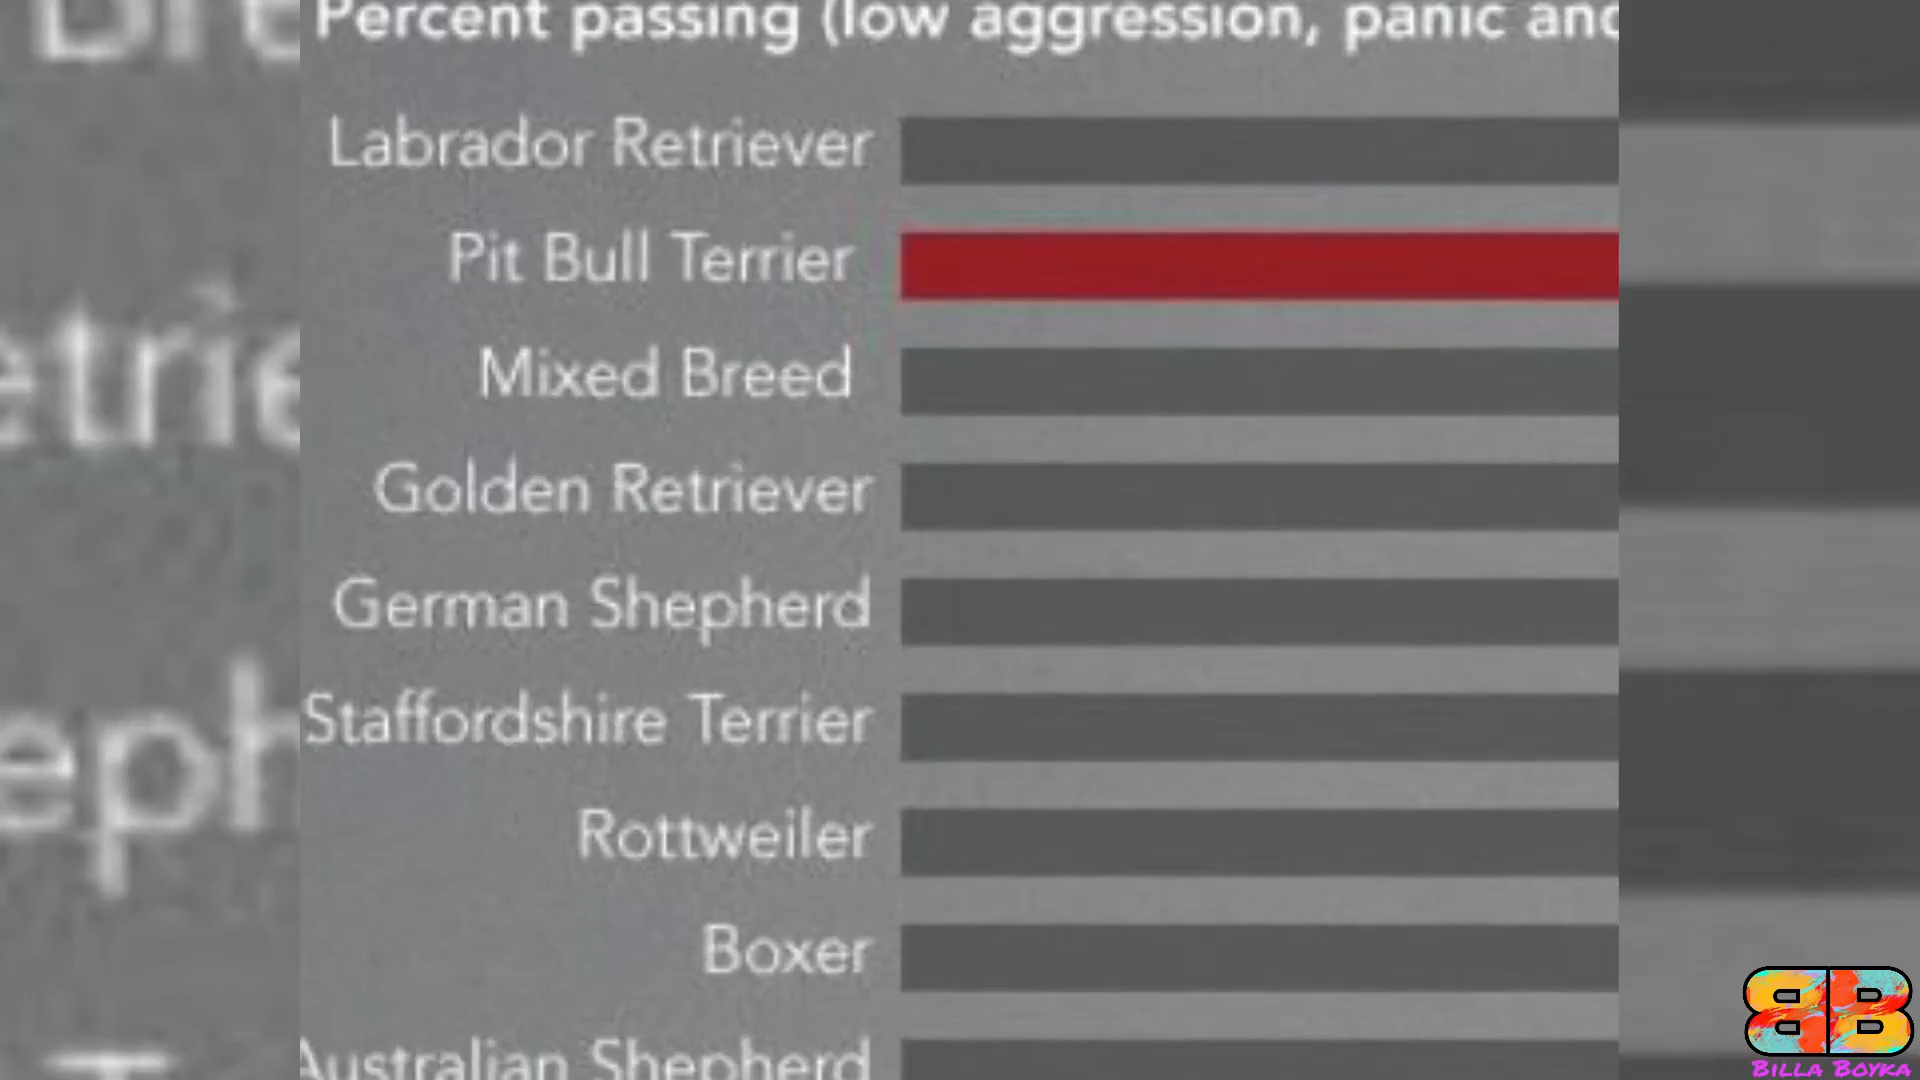 Percent passing (low aggression, panic and
Labrador Retriever
Pit Bull Terrier
Mixed Breed
Golden Retriever
German Shepherd
Staffordshire Terrier
Rottweiler
Boxer
Australian Shepherd
BB
BILLA BOYKA